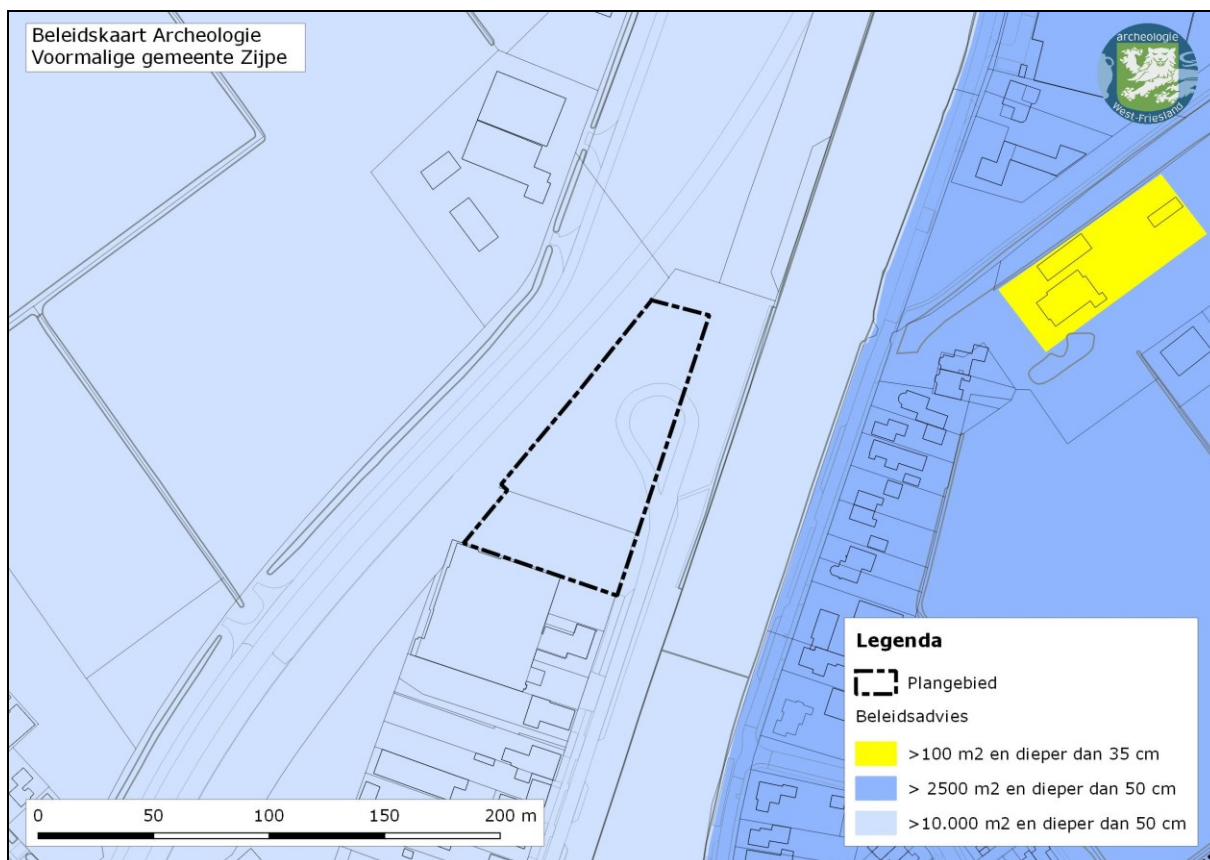 Beleidskaart Archeologie
Voormalige gemeente Zijpe
archeologie
West-Friesland
Legenda
Plangebied
Beleidsadvies
>100 m2 en dieper dan 35 cm
> 2500 m2 en dieper dan 50 cm
>10.000 m2 en dieper dan 50 cm
0 50 100 150 200 m